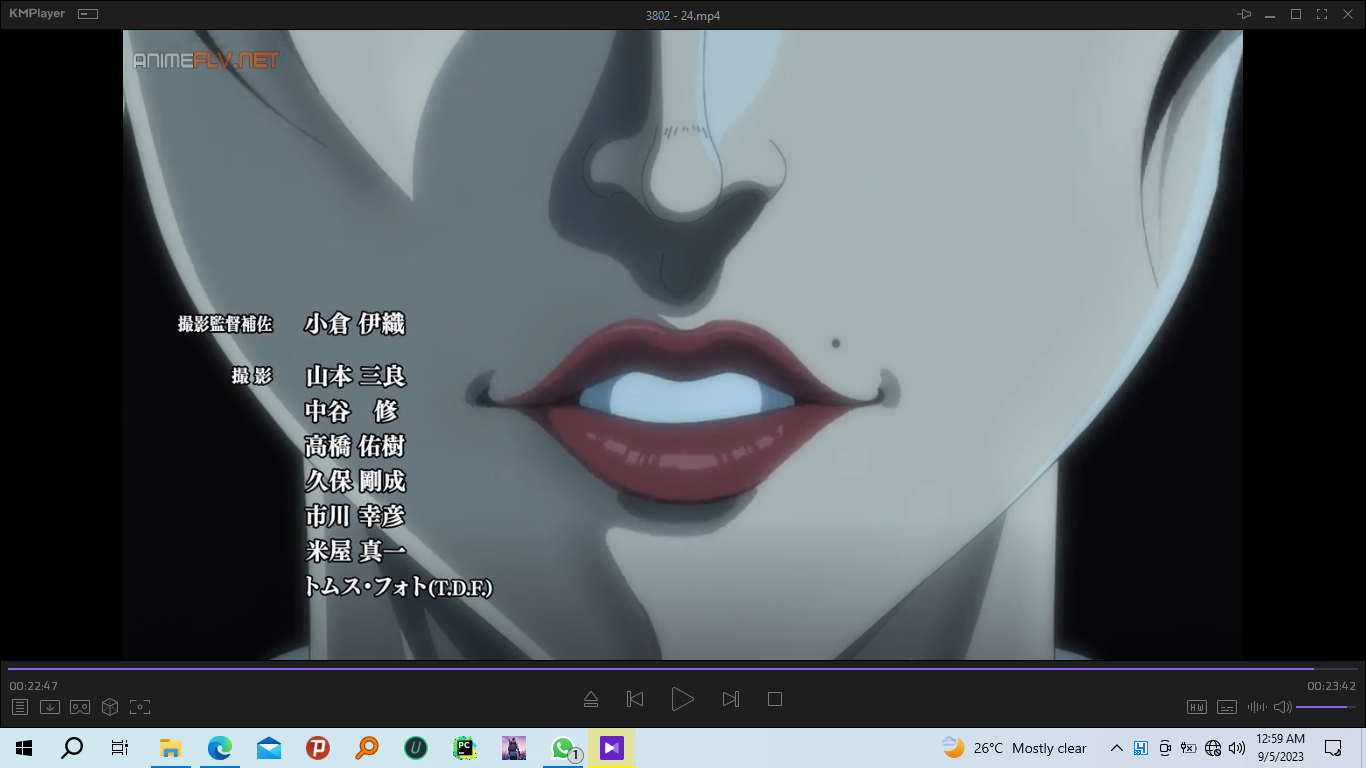 KMPlayer
3802 - 24.mp4
ANIMEFLV.NET
撮影監督補佐 小倉 伊織
撮影 山本 三良
中谷 修
高橋 佑樹
久保 剛成
市川 幸彦
米屋 真一
トムス・フォト(T.D.F.)
00:22:47
00:23:42
HW
PC
1
26°C Mostly clear
12:59 AM
9/5/2023